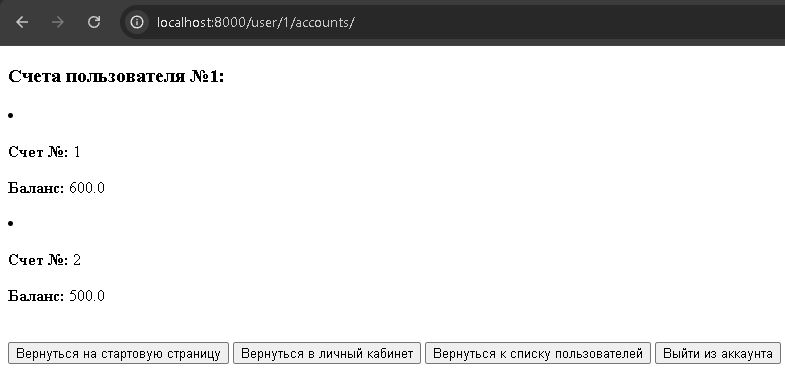 localhost:8000/user/1/accounts/
Счета пользователя №1:
Счет №: 1
Баланс: 600.0
Счет №: 2
Баланс: 500.0
Вернуться на стартовую страницу Вернуться в личный кабинет Вернуться к списку пользователей Выйти из аккаунта